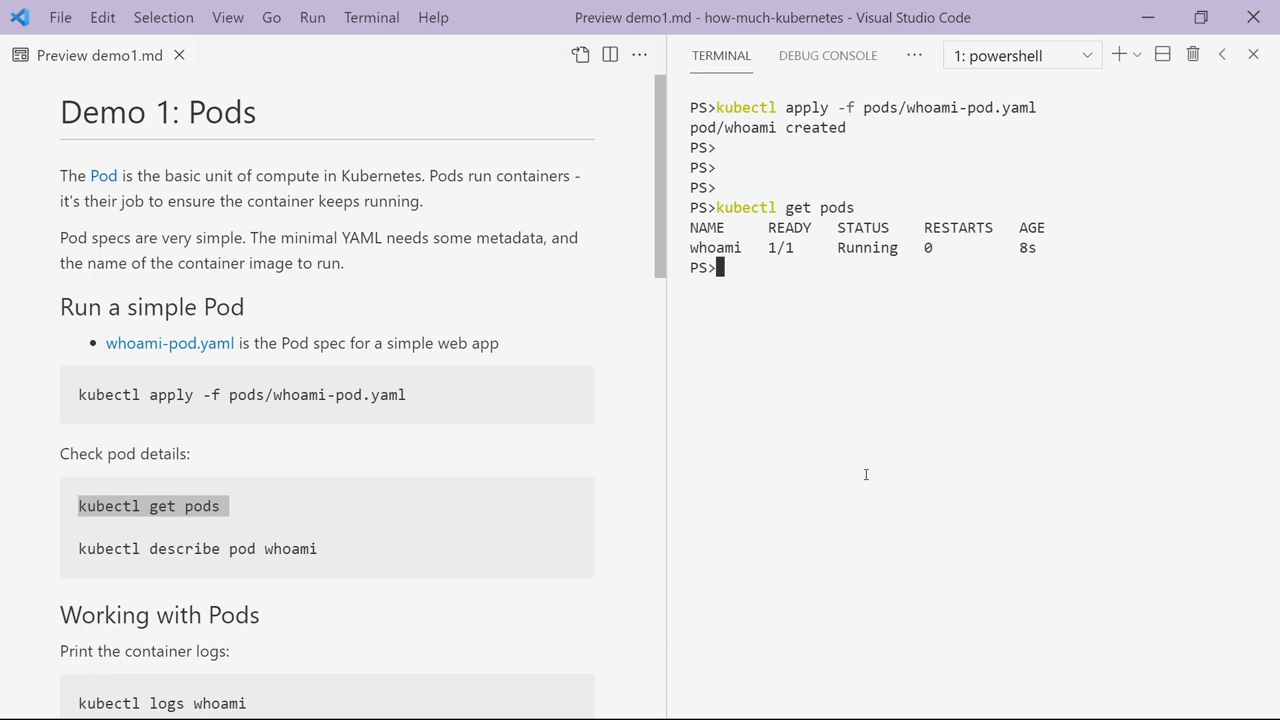 File Edit Selection View Go Run Terminal Help Preview demo1.md - how-much-kubernetes - Visual Studio Code
Preview demo1.md
Demo 1: Pods
The Pod is the basic unit of compute in Kubernetes. Pods run containers -
it's their job to ensure the container keeps running.
Pod specs are very simple. The minimal YAML needs some metadata, and
the name of the container image to run.
Run a simple Pod
• whoami-pod.yaml is the Pod spec for a simple web app
kubectl apply -f pods/whoami-pod.yaml
Check pod details:
kubectl get pods
kubectl describe pod whoami
Working with Pods
Print the container logs:
kubectl logs whoami
TERMINAL DEBUG CONSOLE ··· 1: powershell
PS>kubectl apply -f pods/whoami-pod.yaml
pod/whoami created
PS>
PS>
PS>
PS>kubectl get pods
NAME READY STATUS RESTARTS AGE
whoami 1/1 Running 0 8s
PS>